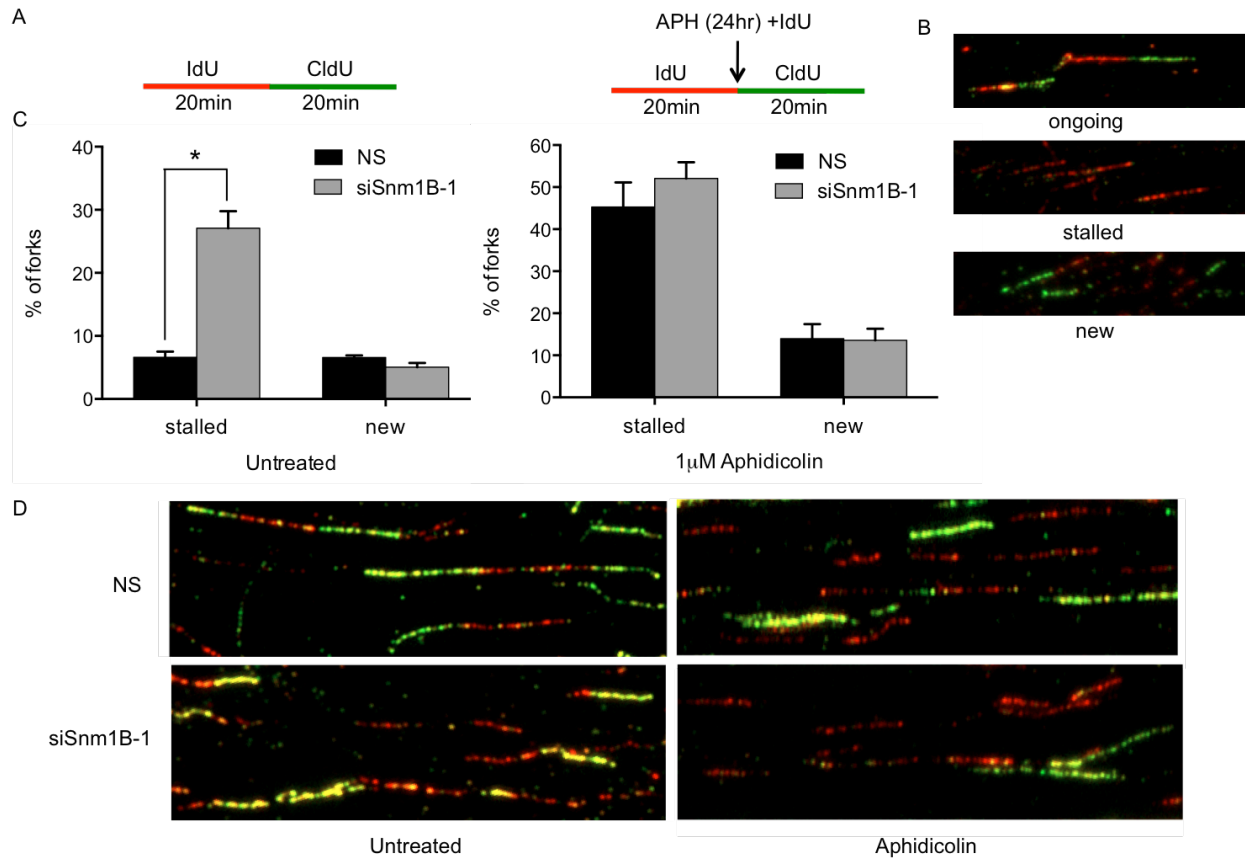 A
IdU
CldU
20min
20min
APH (24hr) +IdU
IdU
CldU
20min
20min
B
ongoing
stalled
new
C
40
30
20
10
0
% of forks
*
NS
siSnm1B-1
stalled
new
Untreated
60
50
40
30
20
10
0
% of forks
NS
siSnm1B-1
stalled
new
1μM Aphidicolin
D
NS
siSnm1B-1
Untreated
Aphidicolin